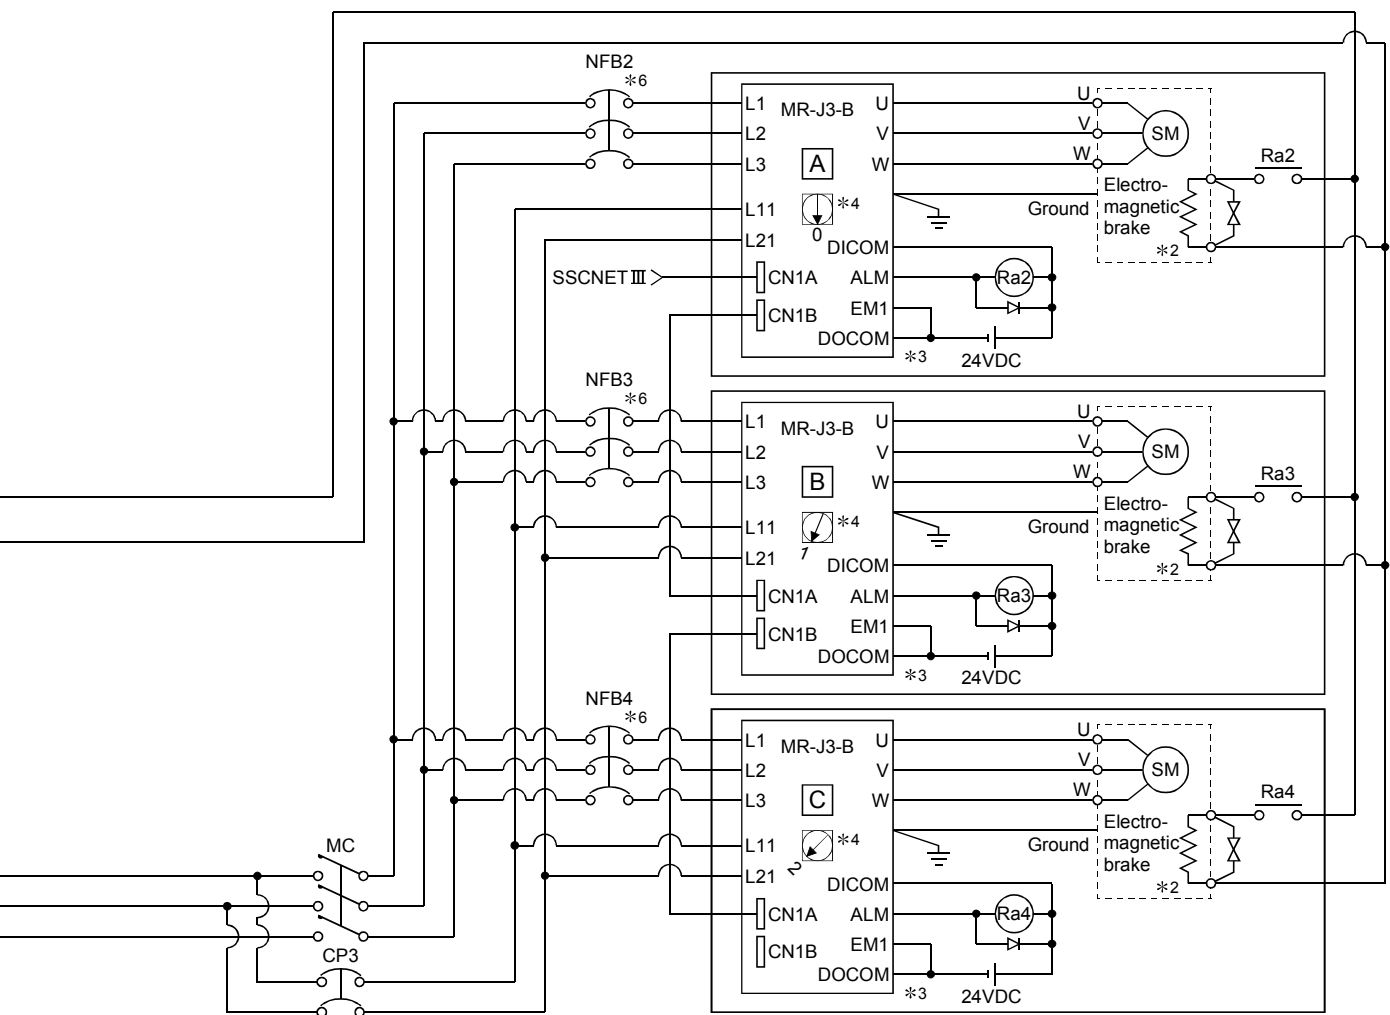 NFB2
*6
L1 MR-J3-B U U
SM
L2 V V
L3 A W W
Ra2
L11 *4 Ground
0
Electro-
magnetic
brake
*2
L21 DICOM
SSCNETⅢ CN1A ALM Ra2
CN1B EM1
DOCOM *3 24VDC
NFB3
*6
L1 MR-J3-B U U
SM
L2 V V
L3 B W W
Ra3
L11 *4 Ground
1
Electro-
magnetic
brake
*2
L21 DICOM
CN1A ALM Ra3
CN1B EM1
DOCOM *3 24VDC
NFB4
*6
L1 MR-J3-B U U
SM
L2 V V
L3 C W W
Ra4
L11 *4 Ground
2
Electro-
magnetic
brake
*2
L21 DICOM
CN1A ALM Ra4
CN1B EM1
DOCOM *3 24VDC
MC
CP3